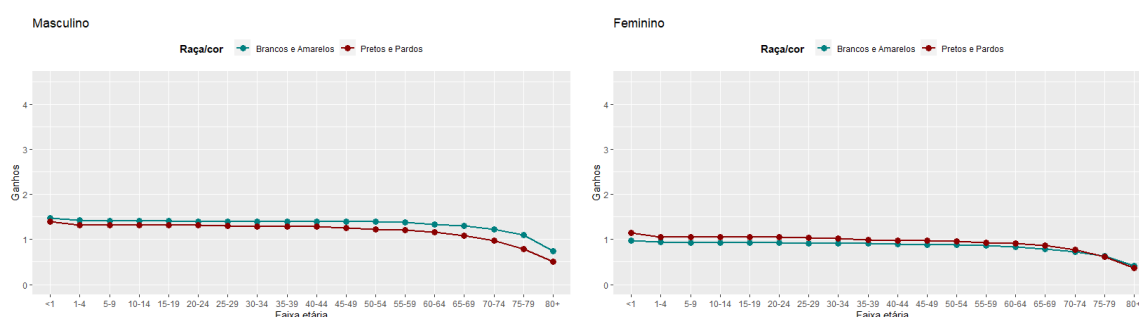 Masculino
Raça/cor Brancos e Amarelos Pretos e Pardos
4
3
2
1
0
Ganhos
<1 1-4 5-9 10-14 15-19 20-24 25-29 30-34 35-39 40-44 45-49 50-54 55-59 60-64 65-69 70-74 75-79 80+
Faixa etária
Feminino
Raça/cor Brancos e Amarelos Pretos e Pardos
4
3
2
1
0
Ganhos
<1 1-4 5-9 10-14 15-19 20-24 25-29 30-34 35-39 40-44 45-49 50-54 55-59 60-64 65-69 70-74 75-79 80+
Faixa etária